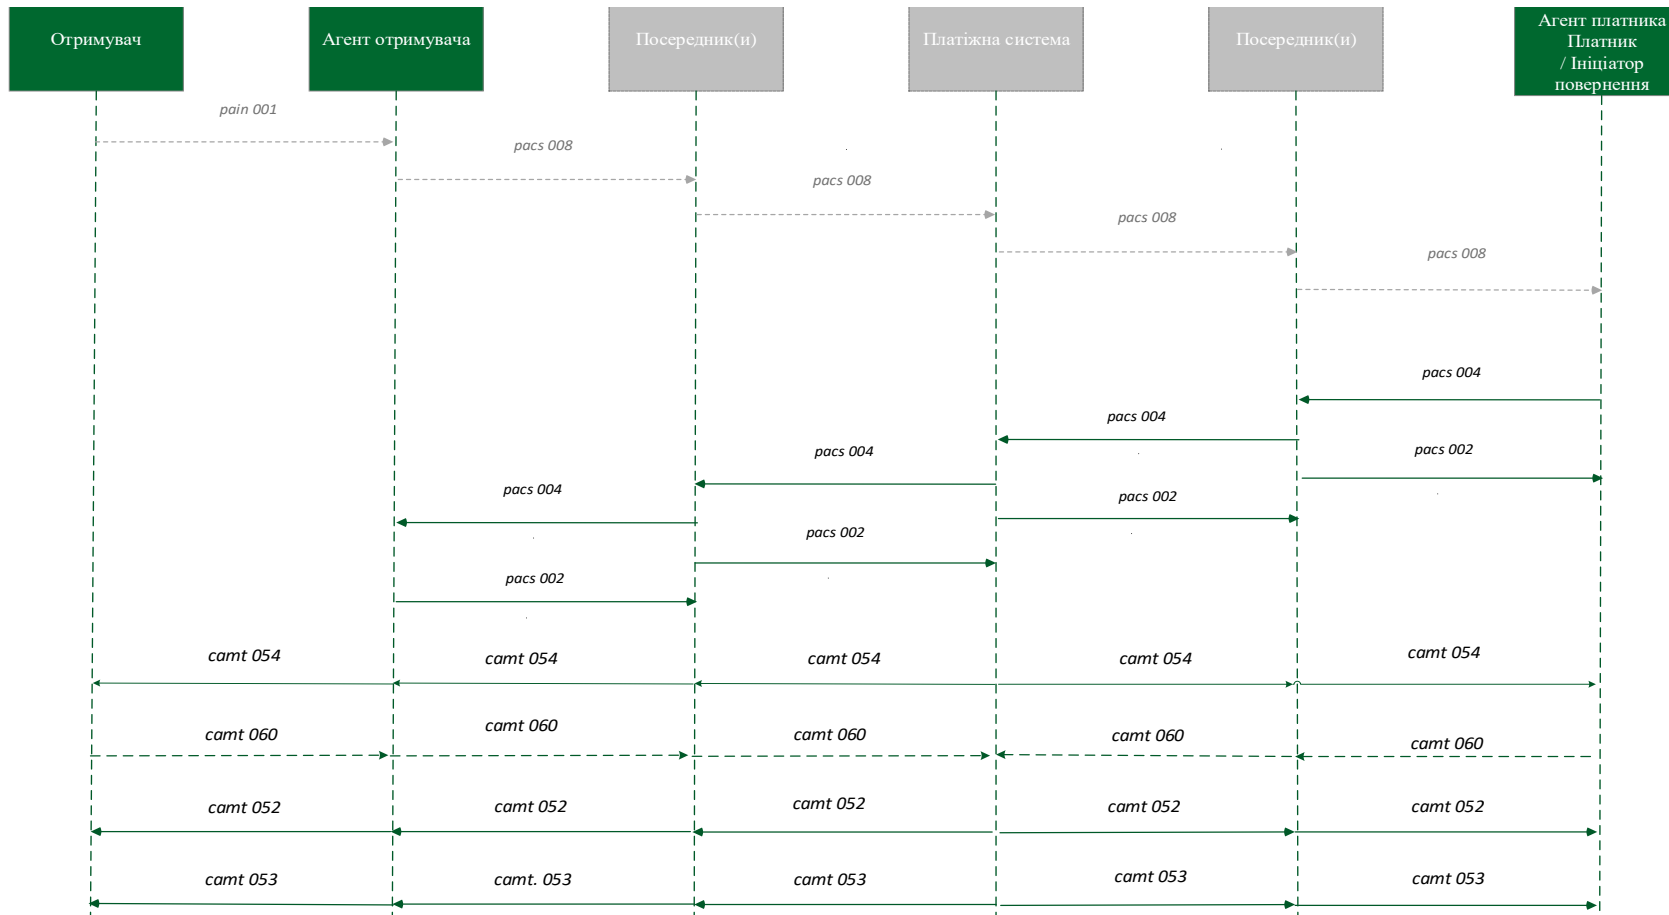 Отримувач
Агент отримувача
Посередник(и)
Платіжна система
Посередник(и)
Агент платника
Платник
/ Ініціатор
повернення
pain 001
pacs 008
pacs 008
pacs 008
pacs 008
pacs 004
pacs 004
pacs 004
pacs 002
pacs 004
pacs 002
pacs 002
pacs 002
camt 054
camt 054
camt 054
camt 054
camt 054
camt 060
camt 060
camt 060
camt 060
camt 060
camt 052
camt 052
camt 052
camt 052
camt 052
camt 053
camt. 053
camt 053
camt 053
camt 053